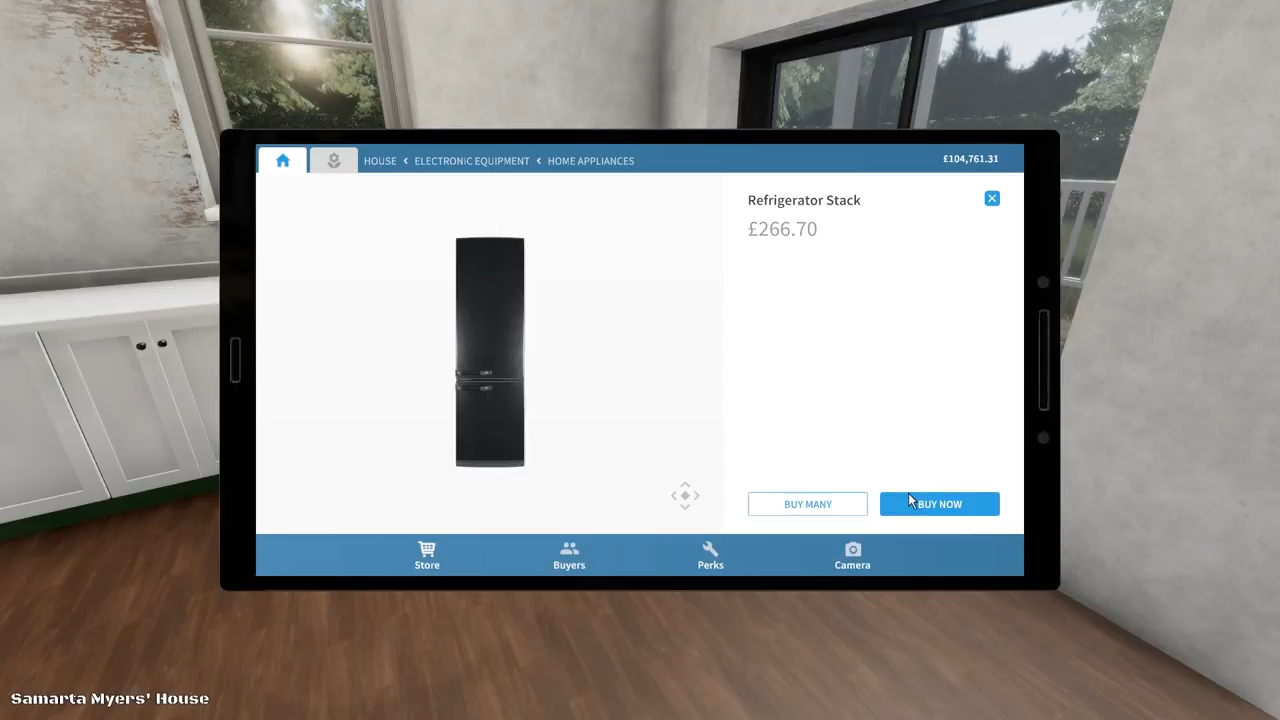 HOUSE < ELECTRONIC EQUIPMENT < HOME APPLIANCES
£104,761.31
Refrigerator Stack
£266.70
BUY MANY
BUY NOW
Store
Buyers
Perks
Camera
Samarta Myers' House